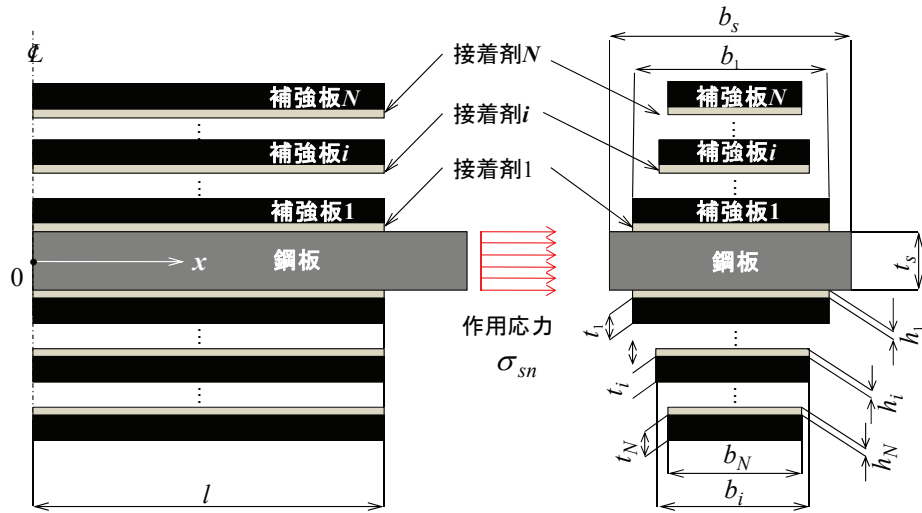 ℄
補強板N
補強板i
補強板1
鋼板
0
x
l
接着剤N
接着剤i
接着剤1
作用応力
σsn
bs
b1
補強板N
補強板i
補強板1
鋼板
ts
t1
h1
ti
hi
tN
hN
bN
bi